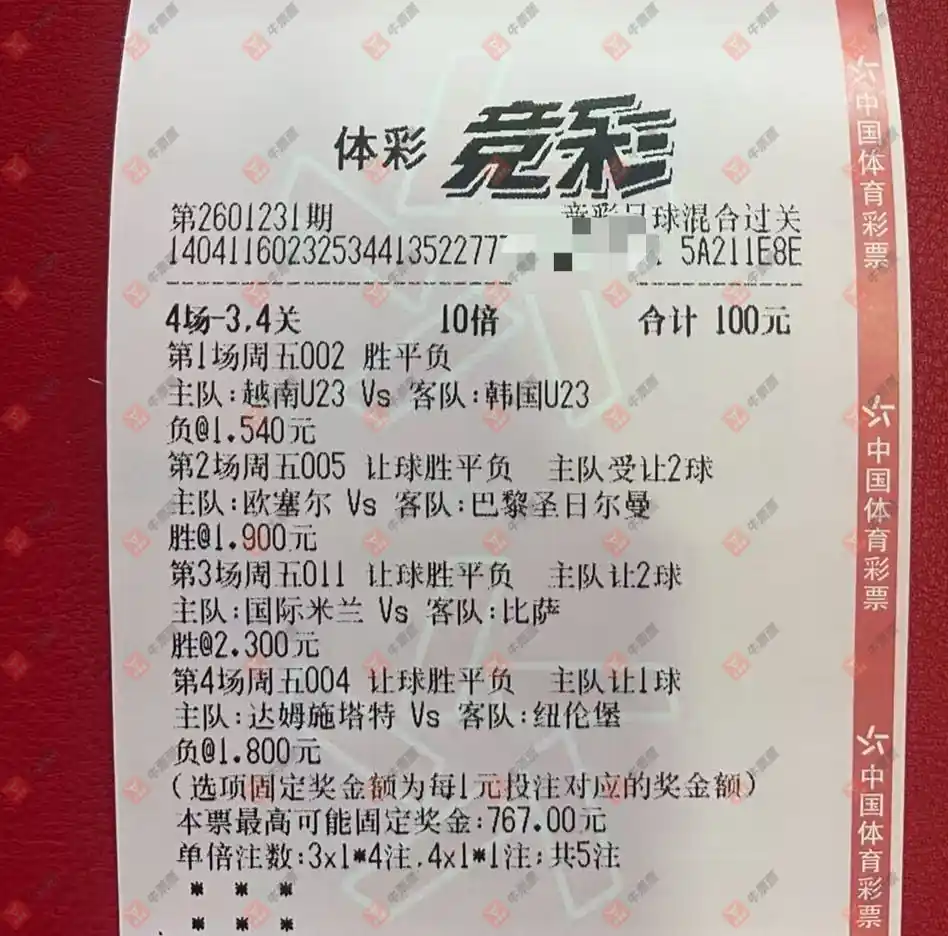 体彩 竞彩
第2601231期 竞彩足球混合过关
140411602325344135227 5A211E8E
4场-3,4关 10倍 合计 100元
第1场周五002 胜平负
主队:越南U23 Vs 客队:韩国U23
负@1.540元
第2场周五005 让球胜平负 主队受让2球
主队:欧塞尔 Vs 客队:巴黎圣日尔曼
胜@1.900元
第3场周五011 让球胜平负 主队让2球
主队:国际米兰 Vs 客队:比萨
胜@2.300元
第4场周五004 让球胜平负 主队让1球
主队:达姆施塔特 Vs 客队:纽伦堡
负@1.800元
(选项固定奖金额为每1元投注对应的奖金额)
本票最高可能固定奖金:767.00元
单倍注数:3x1*4注,4x1*1注;共5注
* * *
* * *
中国体育彩票
中国体育彩票
中国体育彩票